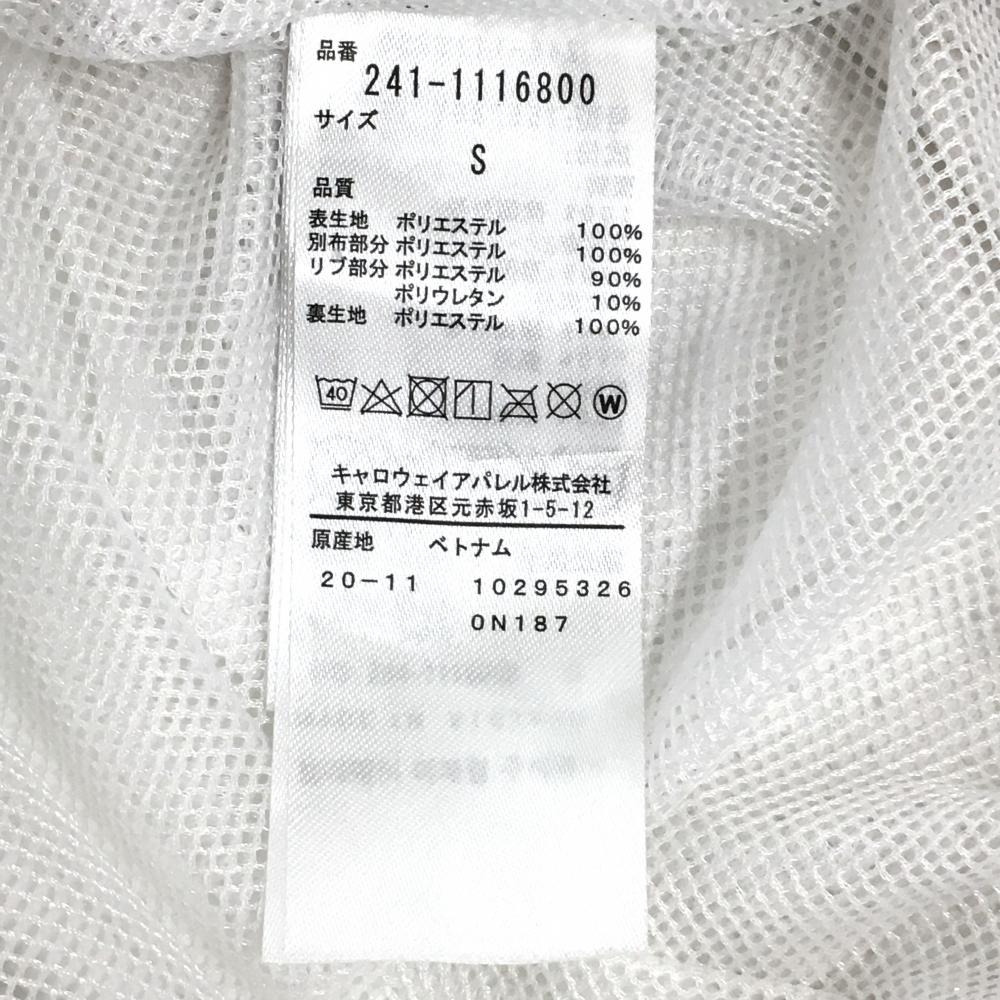 品番
241-1116800
サイズ
S
品質
表生地 ポリエステル 100%
別布部分 ポリエステル 100%
リブ部分 ポリエステル 90%
ポリウレタン 10%
裏生地 ポリエステル 100%
40 W
キャロウェイアパレル株式会社
東京都港区元赤坂1-5-12
原産地 ベトナム
20-11 10295326
0N187